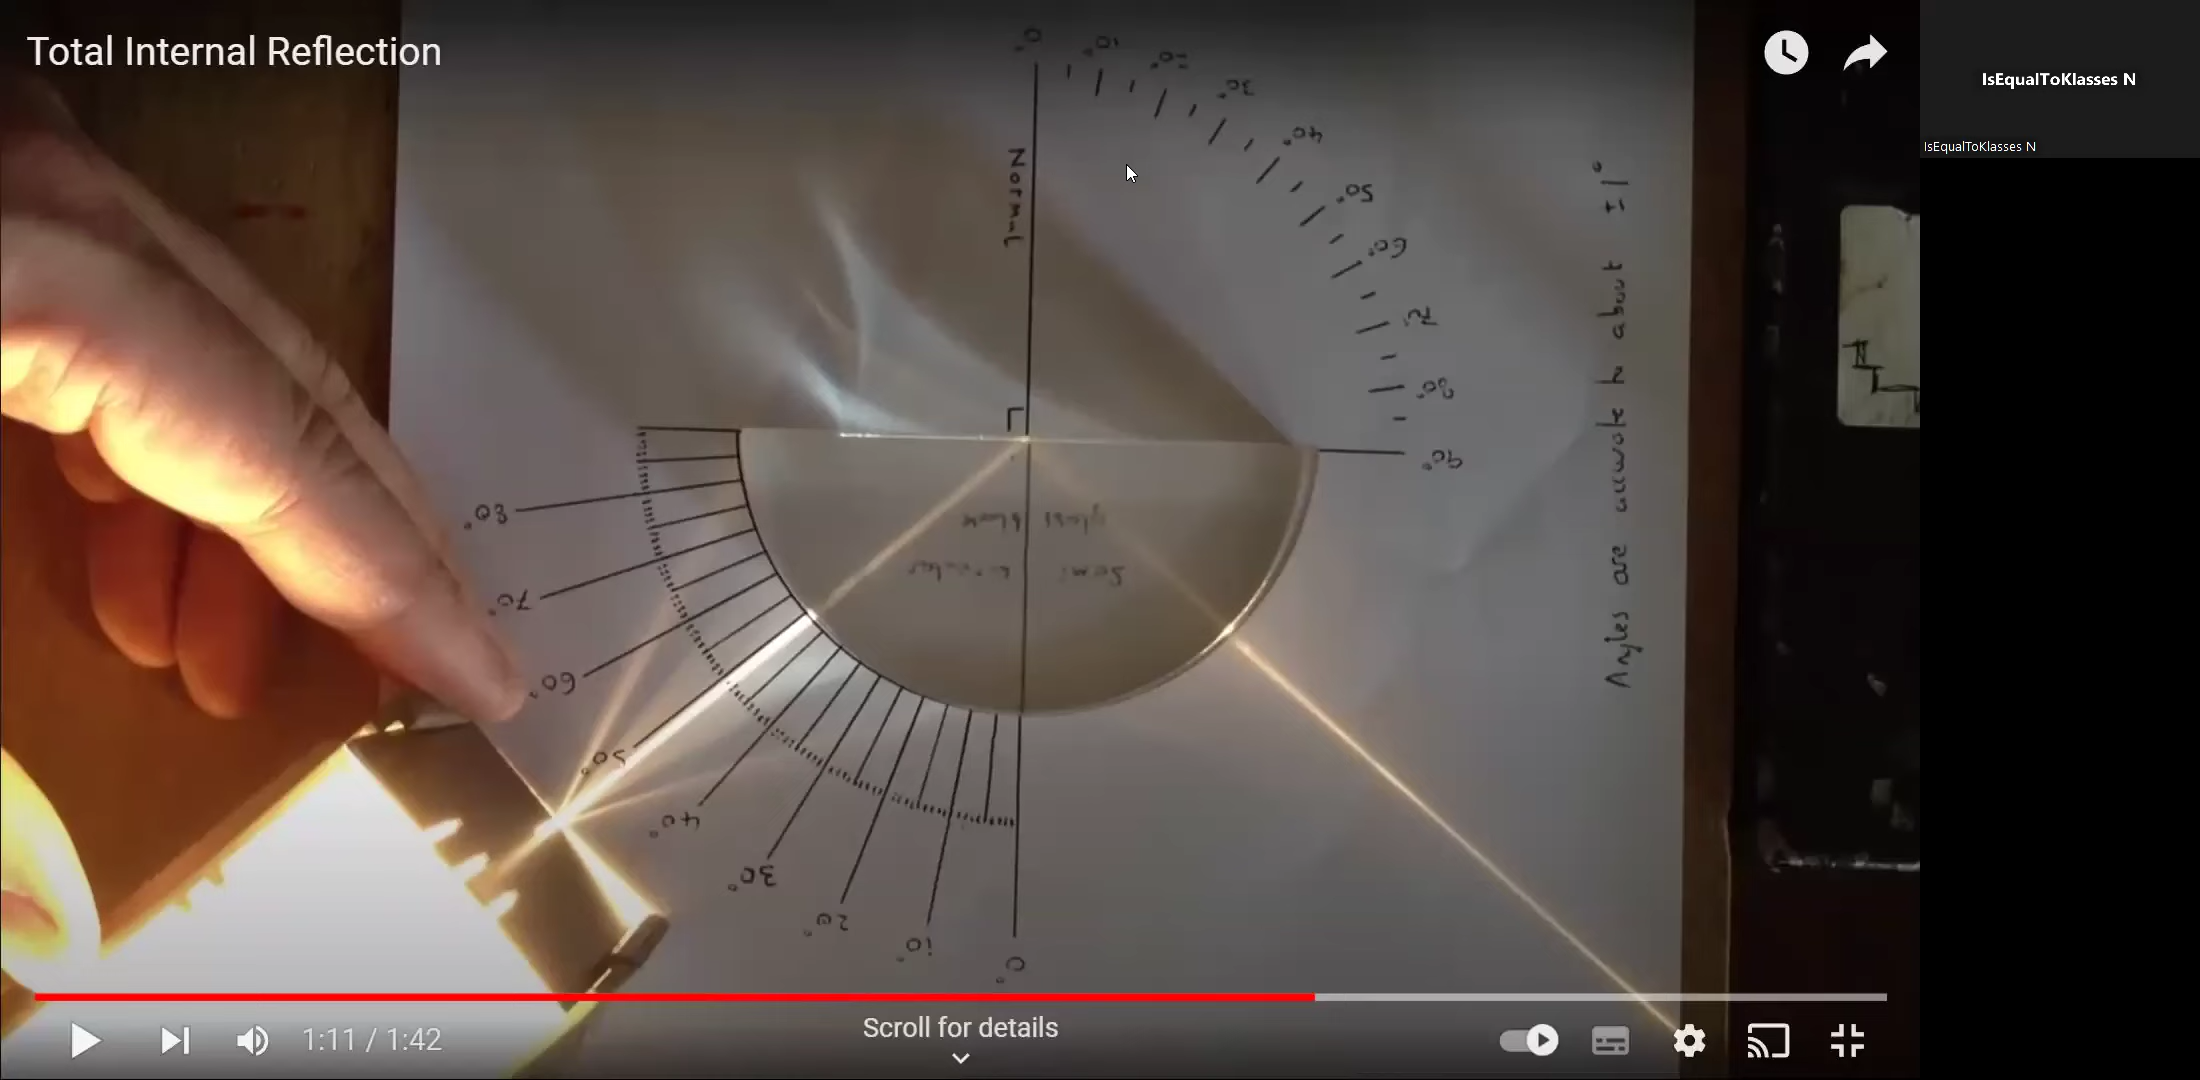 Total Internal Reflection
IsEqualToKlasses N
IsEqualToKlasses N
0°
10°
20°
30°
40°
50°
60°
70°
80°
90°
Normal
Angles are accurate to about ±1°
glass block
Semi circular
80°
70°
60°
50°
40°
30°
20°
10°
0°
1:11 / 1:42
Scroll for details